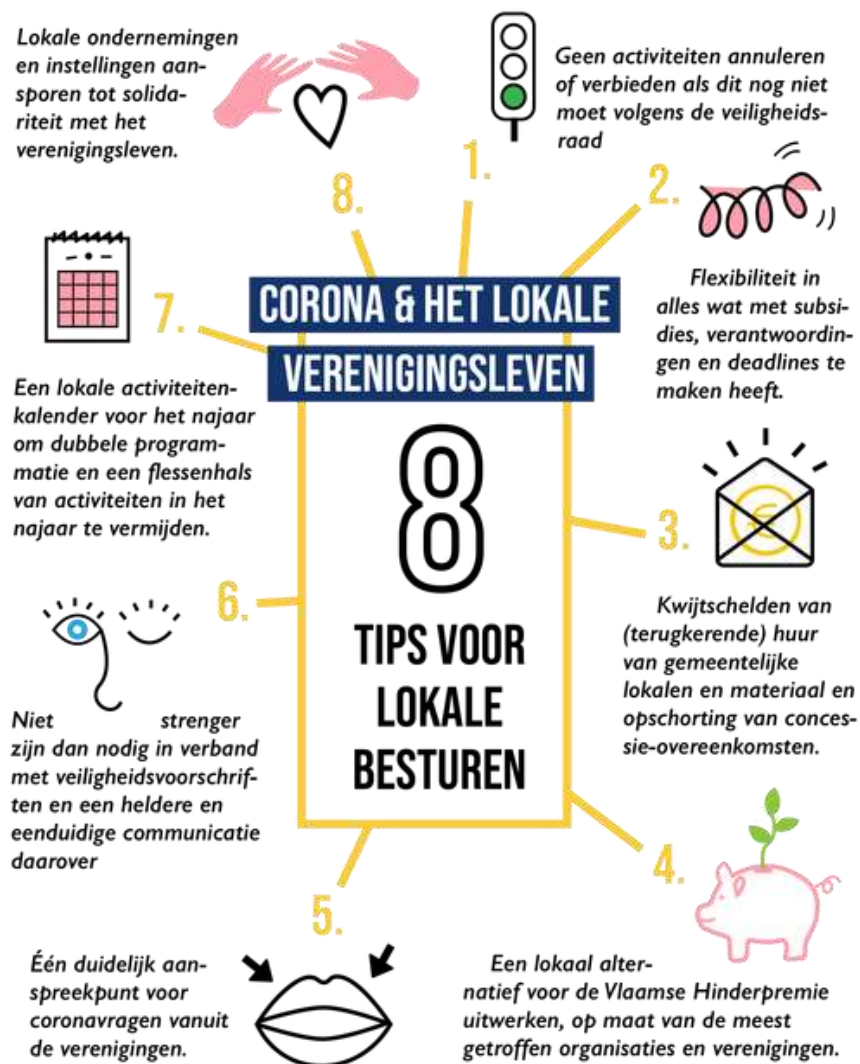 CORONA & HET LOKALE
VERENIGINGSLEVEN
8
TIPS VOOR
LOKALE
BESTUREN
1.
Geen activiteiten annuleren
of verbieden als dit nog niet
moet volgens de veiligheids-
raad
2.
Flexibiliteit in
alles wat met subsi-
dies, verantwoordin-
gen en deadlines te
maken heeft.
3.
Kwijtschelden van
(terugkerende) huur
van gemeentelijke
lokalen en materiaal en
opschorting van conces-
sie-overeenkomsten.
4.
Een lokaal alter-
natief voor de Vlaamse Hinderpremie
uitwerken, op maat van de meest
getroffen organisaties en verenigingen.
5.
Één duidelijk aan-
spreekpunt voor
coronavragen vanuit
de verenigingen.
6.
Niet strenger
zijn dan nodig in verband
met veiligheidsvoorschrif-
ten en een heldere en
eenduidige communicatie
daarover
7.
Een lokale activiteiten-
kalender voor het najaar
om dubbele program-
matie en een flessenhals
van activiteiten in het
najaar te vermijden.
8.
Lokale ondernemingen
en instellingen aan-
sporen tot solida-
riteit met het
verenigingsleven.
€